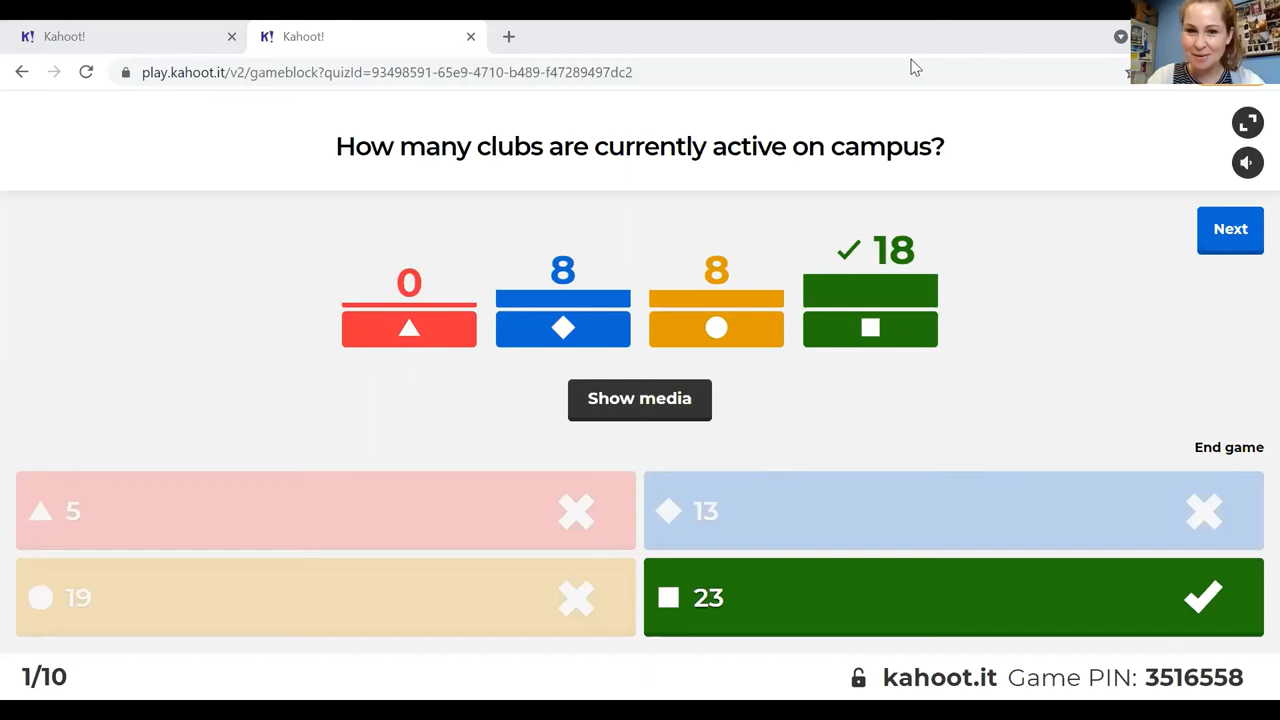 K! Kahoot!
K! Kahoot!
play.kahoot.it/v2/gameblock?quizId=93498591-65e9-4710-b489-f47289497dc2
How many clubs are currently active on campus?
Next
0
8
8
18
Show media
End game
5
13
19
23
1/10
kahoot.it Game PIN: 3516558